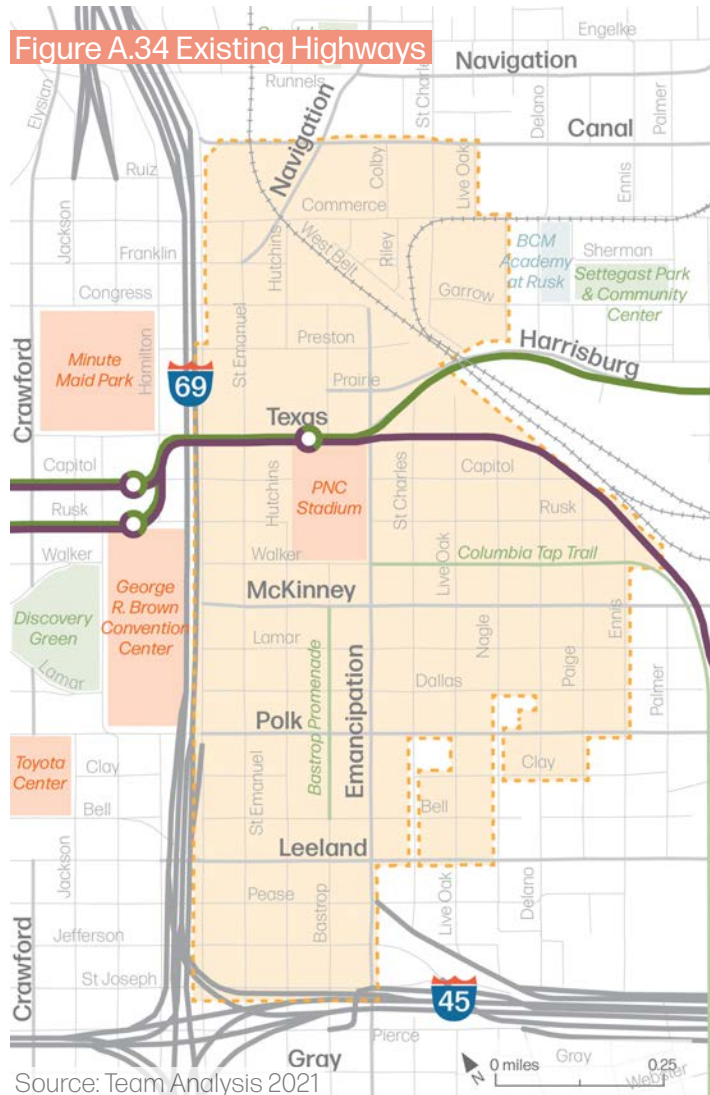 Figure A.34 Existing Highways
Engelke
Navigation
Runnels
St Charles
Elysian
Navigation
Delano
Palmer
Canal
Ruiz
Colby
Live Oak
Ennis
Commerce
Jackson
Hutchins
West Belt
Riley
Franklin
BCM
Academy
at Rusk
Sherman
Settegast Park
& Community
Center
Congress
Garrow
St Emanuel
Preston
Harrisburg
Minute
Maid Park
Hamilton
69
Crawford
Prairie
Texas
Capitol
Capitol
Hutchins
PNC
Stadium
St Charles
Rusk
Rusk
Walker
Walker
Live Oak
Columbia Tap Trail
McKinney
George
R. Brown
Convention
Center
Discovery
Green
Lamar
Lamar
Bastrop Promenade
Emancipation
Nagle
Ennis
Dallas
Paige
Palmer
Polk
Toyota
Center
Clay
Clay
St Emanuel
Bell
Bell
Leeland
Jackson
Pease
Bastrop
Live Oak
Delano
Jefferson
Crawford
St Joseph
45
Pierce
Gray
Gray
N
0 miles
0.25
Webster
Source: Team Analysis 2021